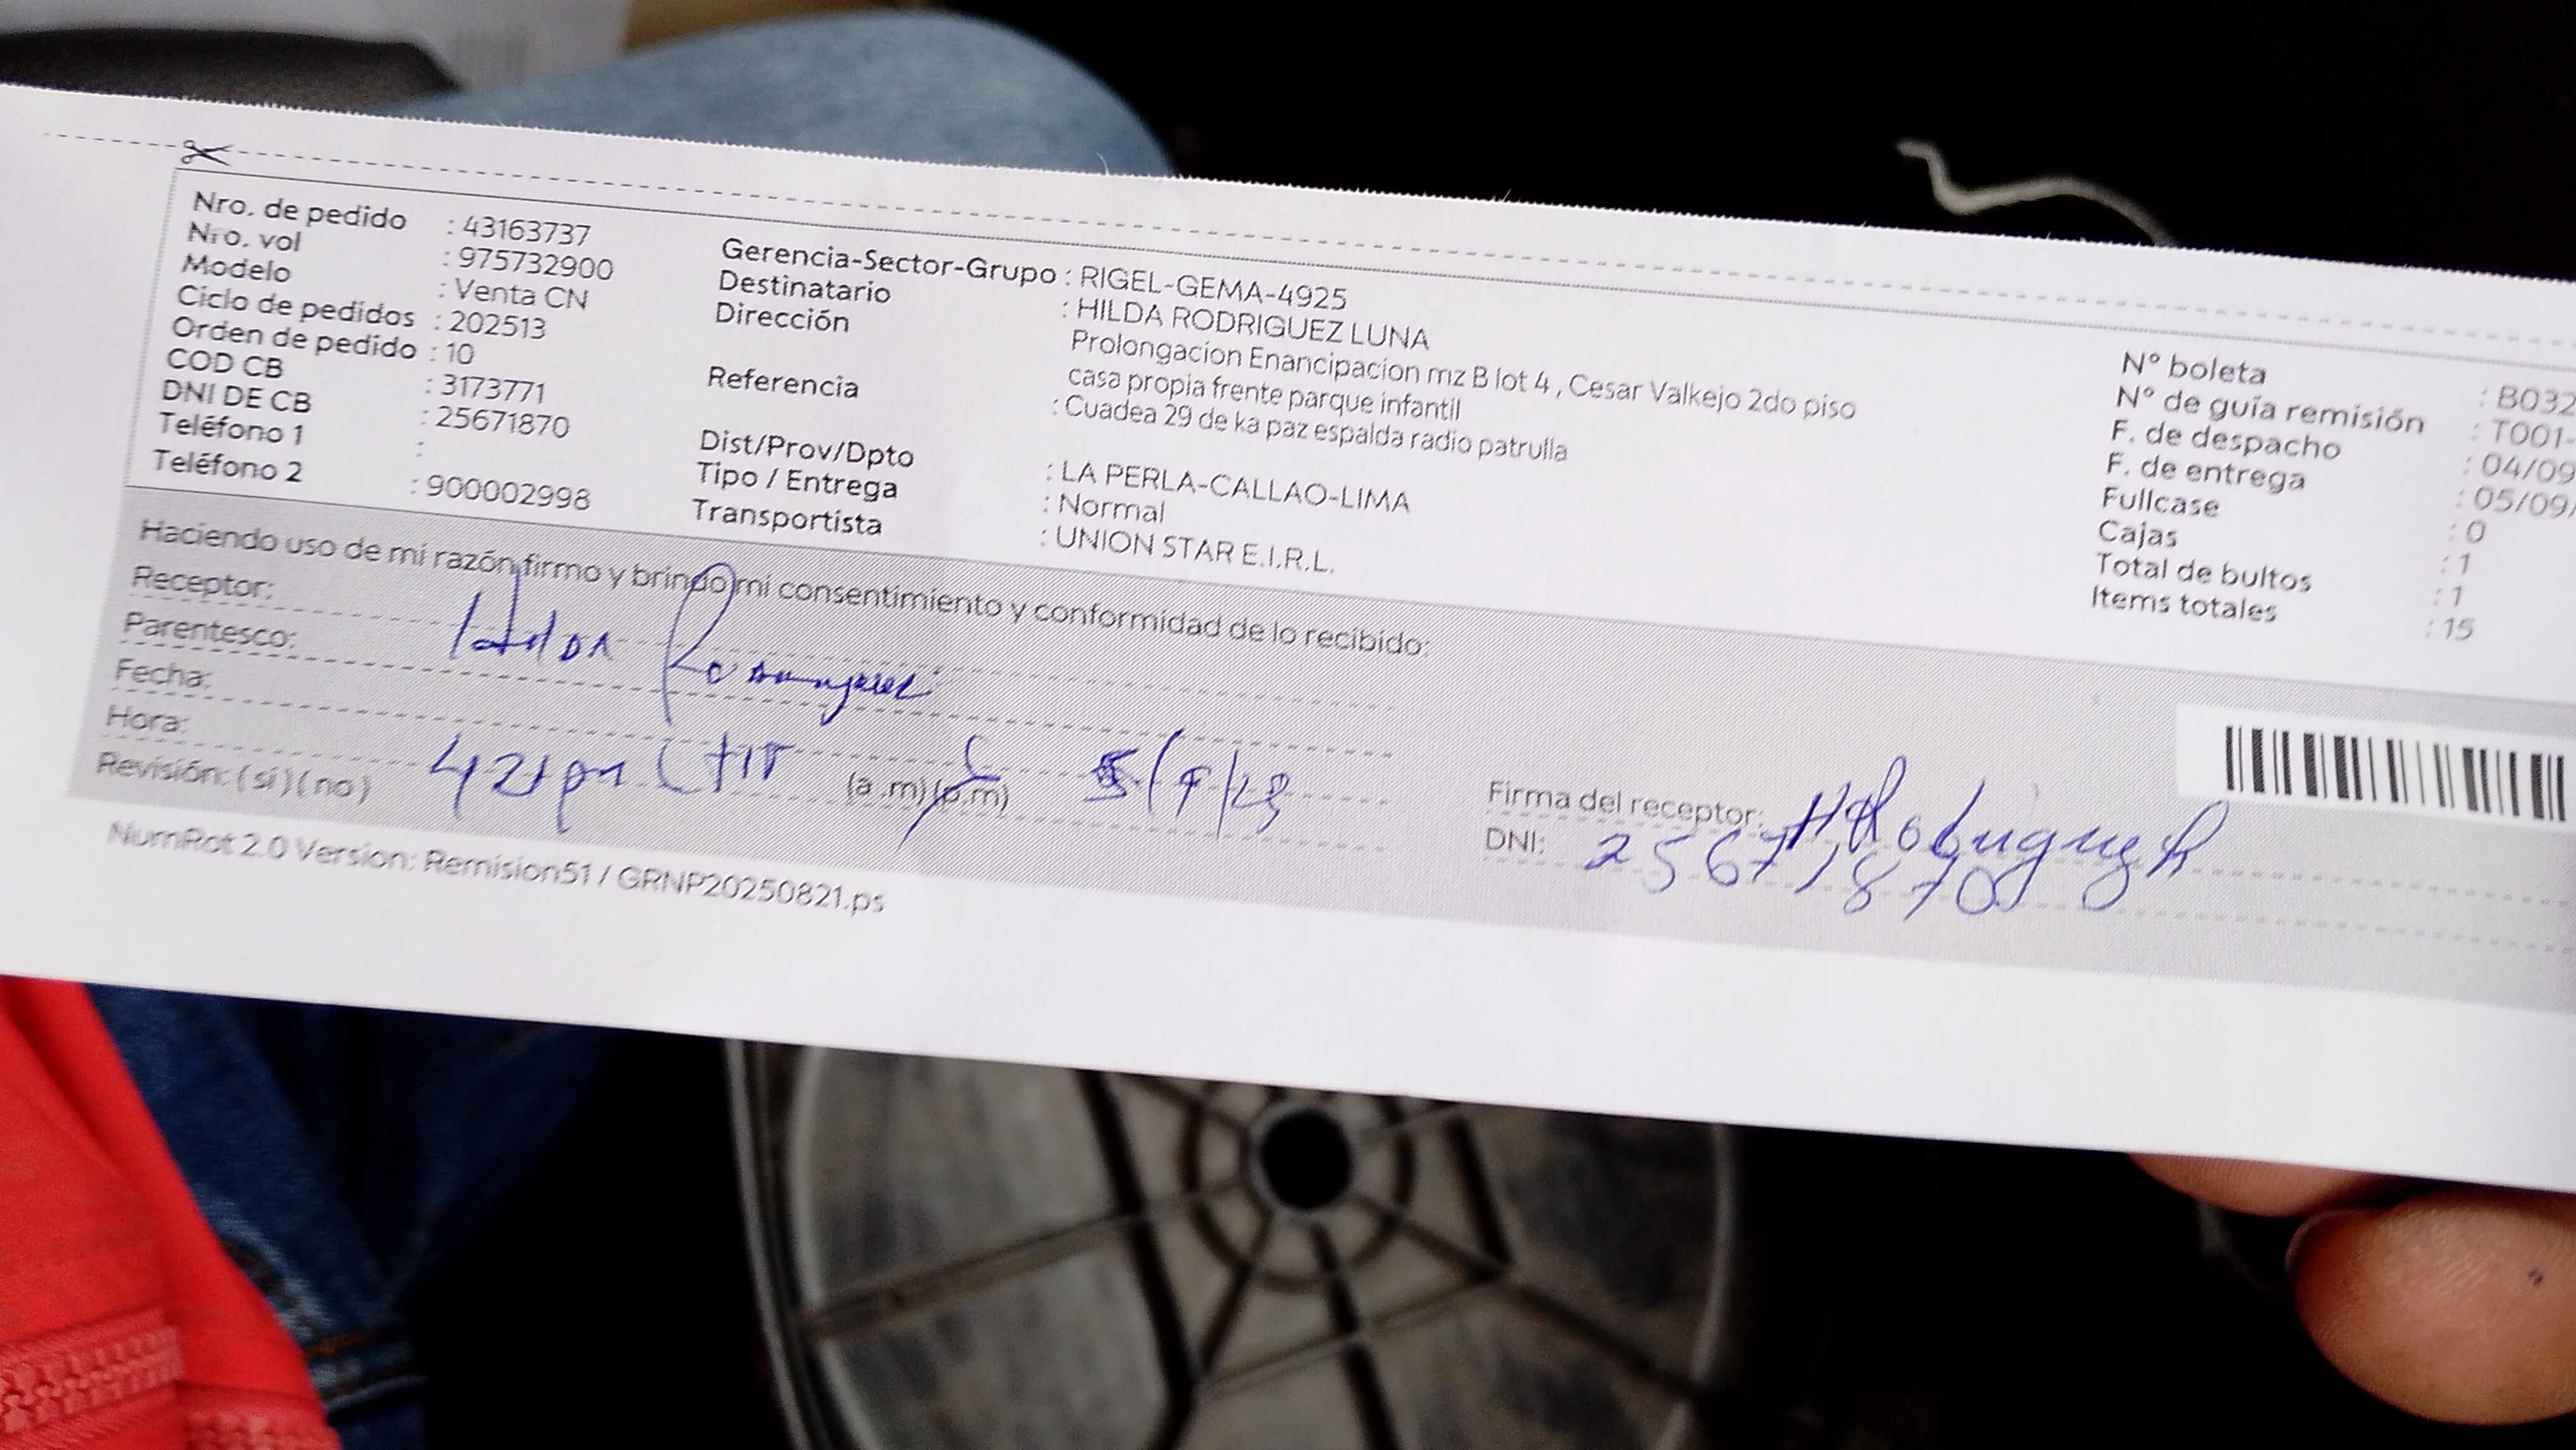 Nro. de pedido : 43163737
Nro. vol : 975732900
Modelo : Venta CN
Ciclo de pedidos : 202513
Orden de pedido : 10
COD CB : 3173771
DNI DE CB : 25671870
Teléfono 1 :
Teléfono 2 : 900002998
Gerencia-Sector-Grupo : RIGEL-GEMA-4925
Destinatario : HILDA RODRIGUEZ LUNA
Dirección Prolongacion Enancipacion mz B lot 4 , Cesar Valkejo 2do piso
casa propia frente parque infantil
Referencia : Cuadea 29 de ka paz espalda radio patrulla
Dist/Prov/Dpto : LA PERLA-CALLAO-LIMA
Tipo / Entrega : Normal
Transportista : UNION STAR E.I.R.L.
N° boleta : B032
N° de guía remisión : T001-
F. de despacho : 04/09
F. de entrega : 05/09/
Fullcase : 0
Cajas : 1
Total de bultos : 1
Items totales : 15
Haciendo uso de mi razón firmo y brindo mi consentimiento y conformidad de lo recibido:
Receptor:
Parentesco:
Fecha:
Hora: (a .m) (p.m)
Revisión: ( sí ) ( no )
Firma del receptor:
DNI: 25671870
NumRot 2.0 Version: Remision51 / GRNP20250821.ps